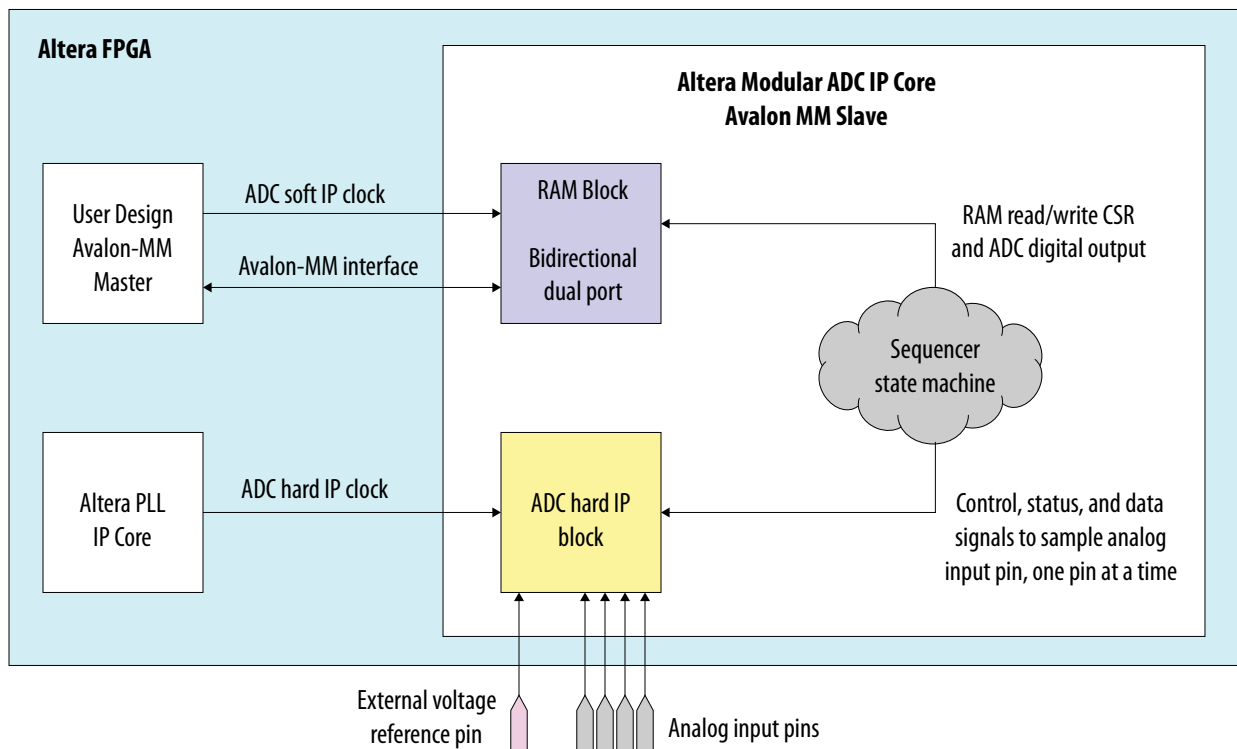 Altera FPGA
Altera Modular ADC IP Core
Avalon MM Slave
User Design
Avalon-MM
Master
ADC soft IP clock
Avalon-MM interface
RAM Block
Bidirectional
dual port
RAM read/write CSR
and ADC digital output
Sequencer
state machine
Altera PLL
IP Core
ADC hard IP clock
ADC hard IP
block
Control, status, and data
signals to sample analog
input pin, one pin at a time
External voltage
reference pin
Analog input pins